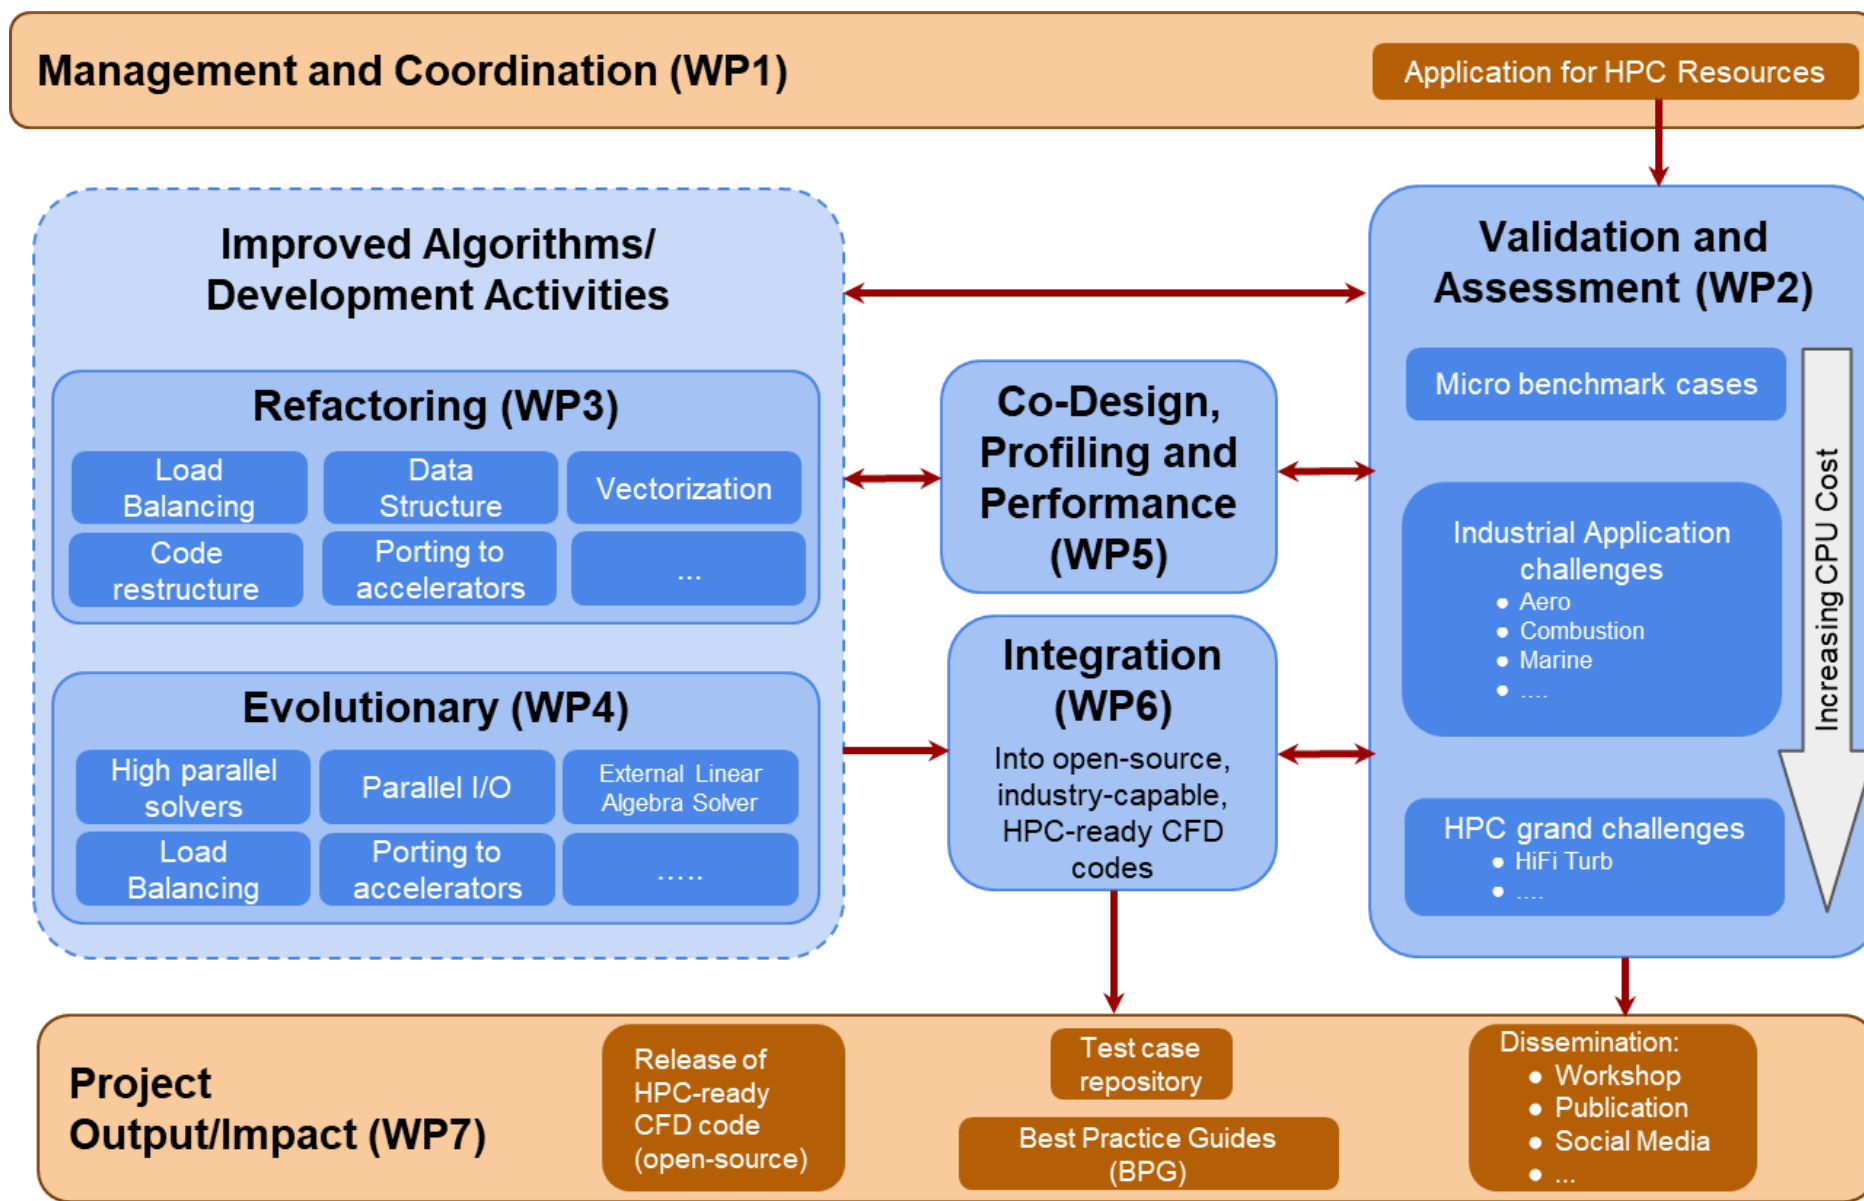 Management and Coordination (WP1)
Application for HPC Resources
Improved Algorithms/
Development Activities
Refactoring (WP3)
Load
Balancing
Data
Structure
Vectorization
Code
restructure
Porting to
accelerators
...
Evolutionary (WP4)
High parallel
solvers
Parallel I/O
External Linear
Algebra Solver
Load
Balancing
Porting to
accelerators
.....
Co-Design,
Profiling and
Performance
(WP5)
Integration
(WP6)
Into open-source,
industry-capable,
HPC-ready CFD
codes
Validation and
Assessment (WP2)
Micro benchmark cases
Industrial Application
challenges
● Aero
● Combustion
● Marine
● ....
HPC grand challenges
● HiFi Turb
● ....
Increasing CPU Cost
Project
Output/Impact (WP7)
Release of
HPC-ready
CFD code
(open-source)
Test case
repository
Best Practice Guides
(BPG)
Dissemination:
● Workshop
● Publication
● Social Media
● ...